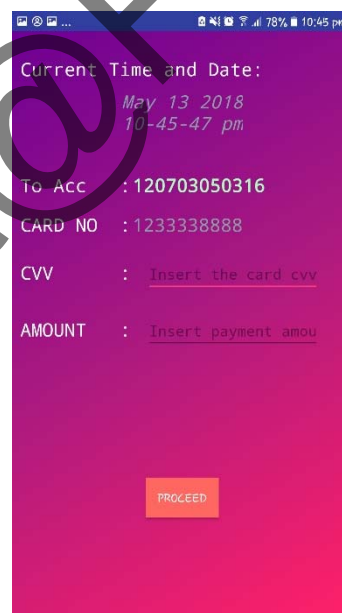 ... 78% 10:45 pm
Current Time and Date:
May 13 2018
10-45-47 pm
To Acc : 120703050316
CARD NO : 1233338888
CVV : Insert the card cvv
AMOUNT : Insert payment amou
PROCEED
@